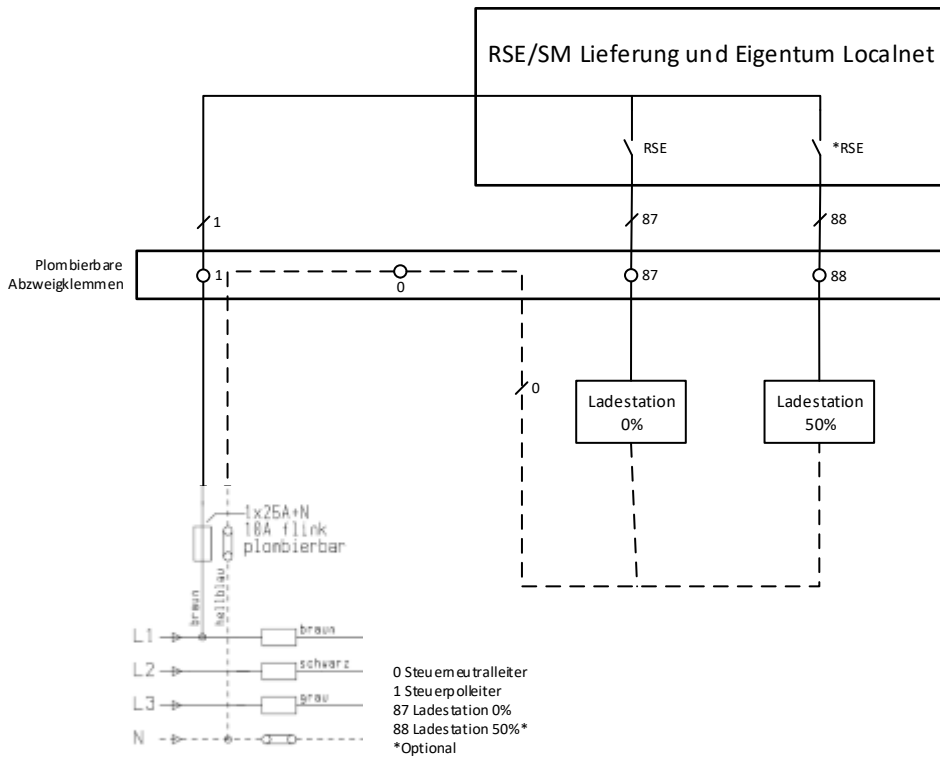 RSE/SM Lieferung und Eigentum Localnet
RSE
*RSE
1
87
88
Plombierbare
Abzweigklemmen
1
0
87
88
0
Ladestation
0%
Ladestation
50%
1x25A+N
10A flink
plombierbar
braun
hellblau
L1
braun
L2
schwarz
L3
grau
N
0 Steuerneutralleiter
1 Steuerpolleiter
87 Ladestation 0%
88 Ladestation 50%*
*Optional